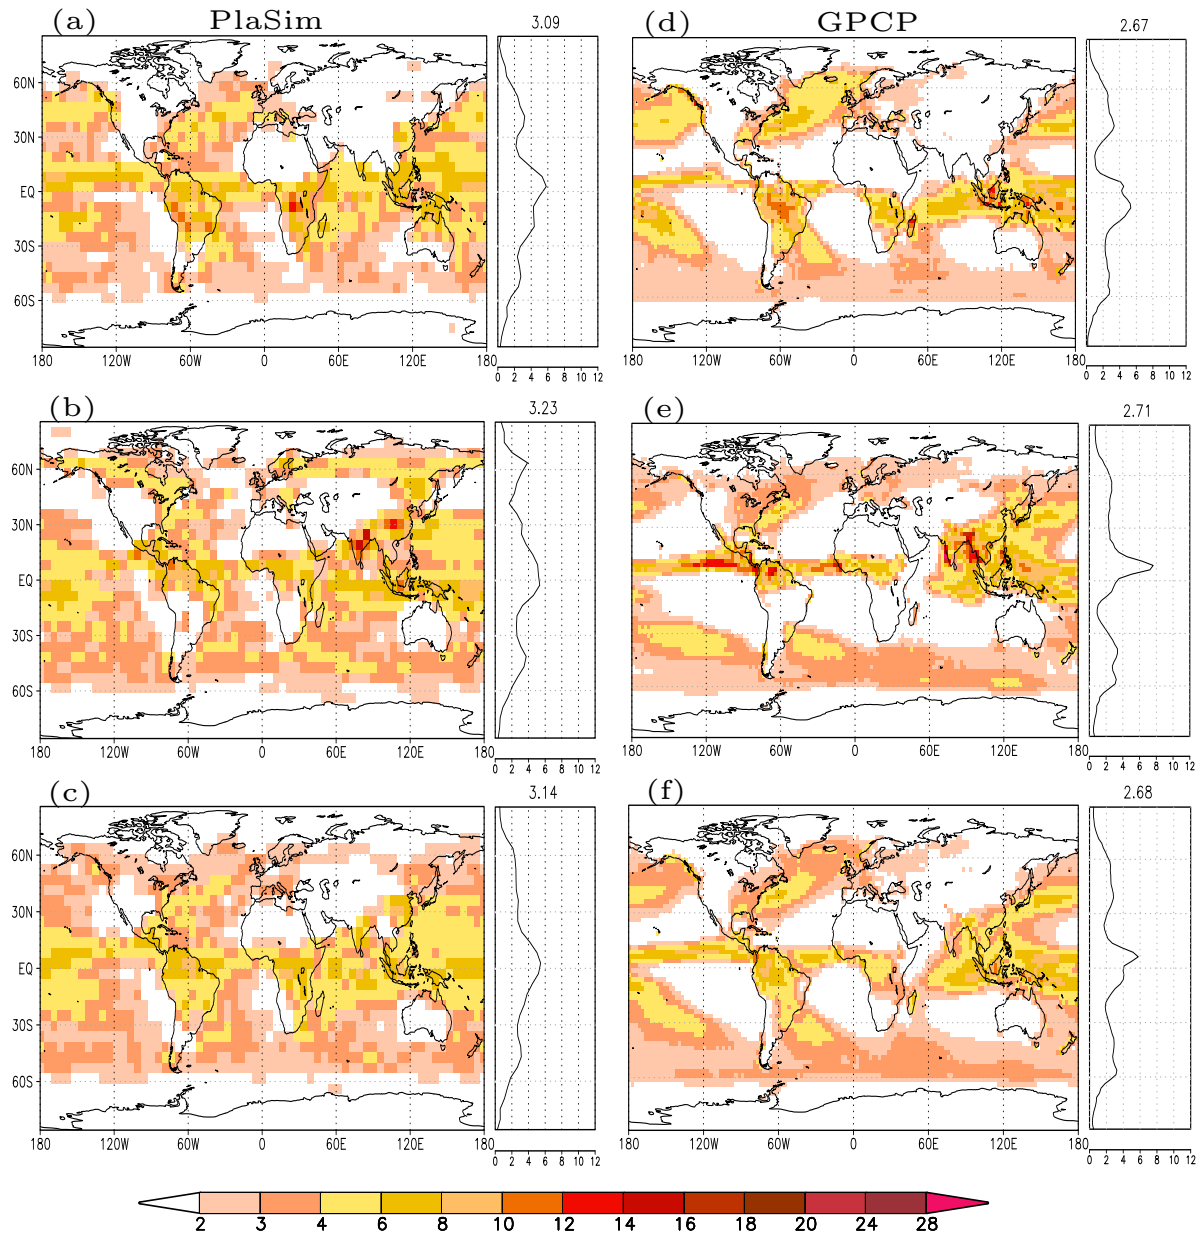 (a) PlaSim 3.09
60N
30N
EQ
30S
60S
180 120W 60W 0 60E 120E 180
0 2 4 6 8 10 12
(d) GPCP 2.67
180 120W 60W 0 60E 120E 180
0 2 4 6 8 10 12
(b) 3.23
60N
30N
EQ
30S
60S
180 120W 60W 0 60E 120E 180
0 2 4 6 8 10 12
(e) 2.71
180 120W 60W 0 60E 120E 180
0 2 4 6 8 10 12
(c) 3.14
60N
30N
EQ
30S
60S
180 120W 60W 0 60E 120E 180
0 2 4 6 8 10 12
(f) 2.68
180 120W 60W 0 60E 120E 180
0 2 4 6 8 10 12
2 3 4 6 8 10 12 14 16 18 20 24 28